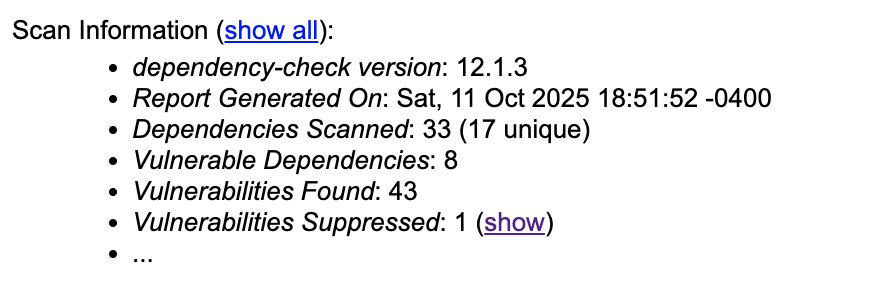 Scan Information (show all):
• dependency-check version: 12.1.3
• Report Generated On: Sat, 11 Oct 2025 18:51:52 -0400
• Dependencies Scanned: 33 (17 unique)
• Vulnerable Dependencies: 8
• Vulnerabilities Found: 43
• Vulnerabilities Suppressed: 1 (show)
• ...